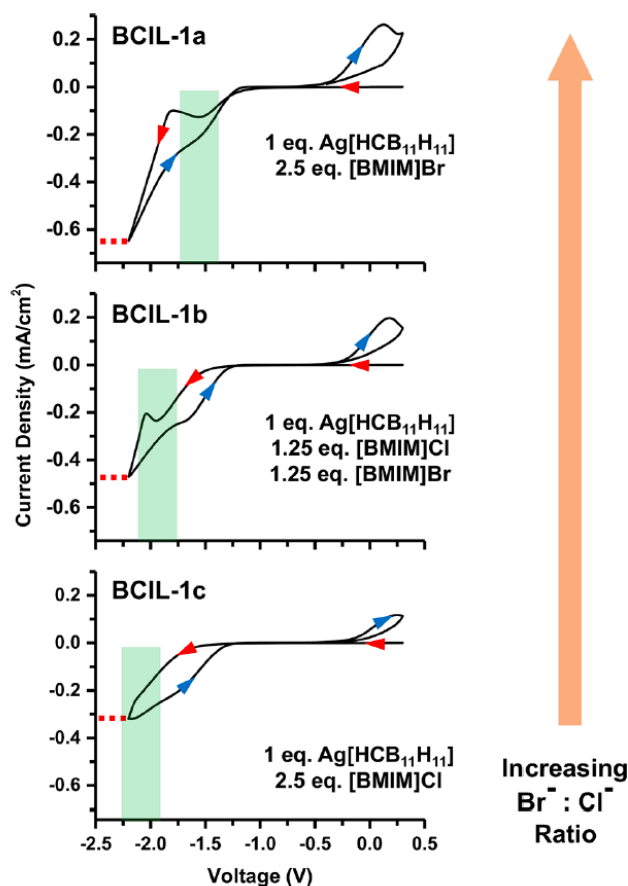 BCIL-1a
0.2
0.0
-0.2
-0.4
-0.6
1 eq. Ag[HCB₁₁H₁₁]
2.5 eq. [BMIM]Br
BCIL-1b
0.2
0.0
-0.2
-0.4
-0.6
1 eq. Ag[HCB₁₁H₁₁]
1.25 eq. [BMIM]Cl
1.25 eq. [BMIM]Br
BCIL-1c
0.2
0.0
-0.2
-0.4
-0.6
1 eq. Ag[HCB₁₁H₁₁]
2.5 eq. [BMIM]Cl
-2.5 -2.0 -1.5 -1.0 -0.5 0.0 0.5
Voltage (V)
Current Density (mA/cm²)
Increasing
Br⁻ : Cl⁻
Ratio